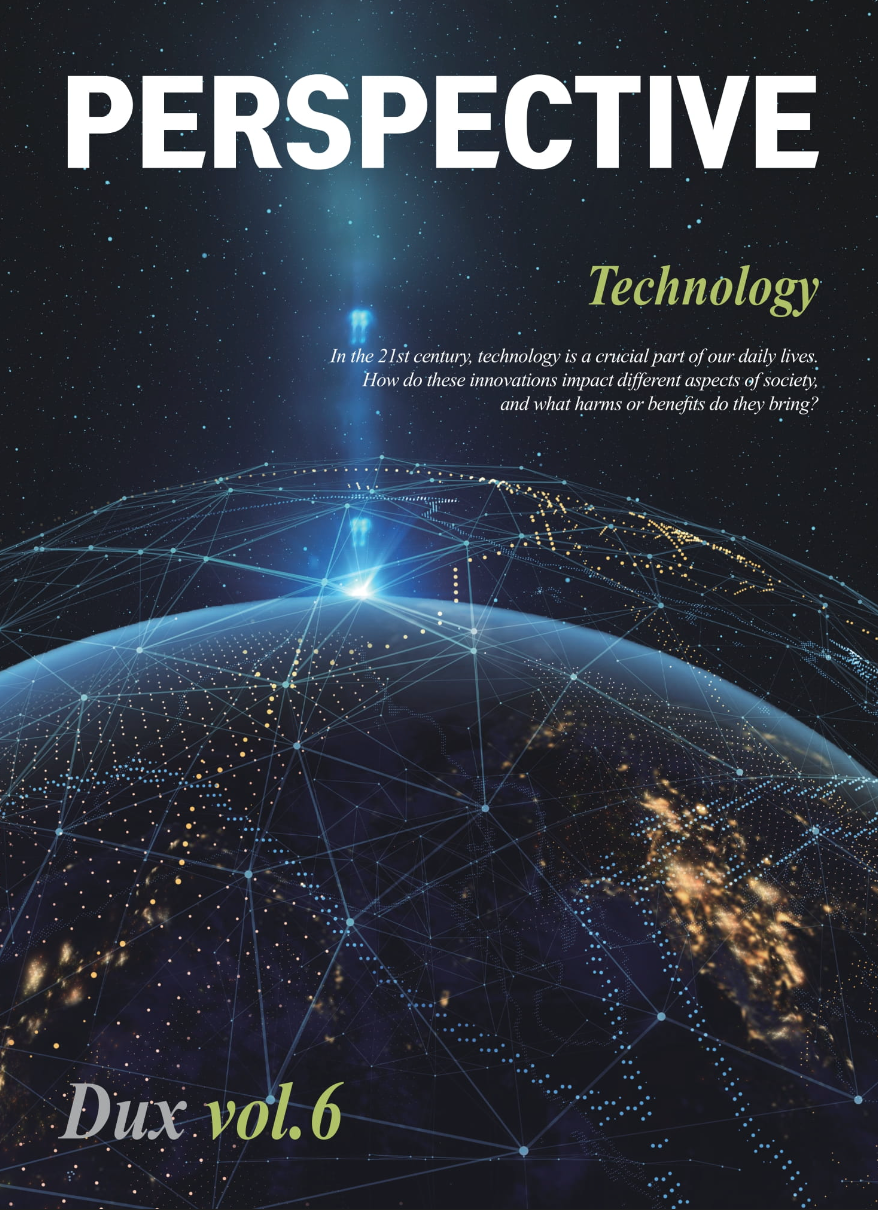 PERSPECTIVE
Technology
In the 21st century, technology is a crucial part of our daily lives.
How do these innovations impact different aspects of society,
and what harms or benefits do they bring?
Dux vol.6